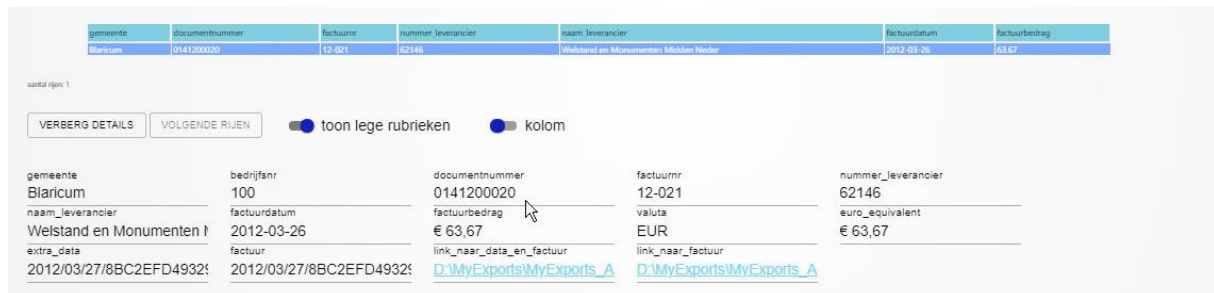 gemeente documentnummer factuurnr nummer_leverancier naam_leverancier factuurdatum factuurbedrag
Blaricum 0141200020 12-021 62146 Welstand en Monumenten Midden Neder 2012-03-26 63,67
aantal rijen: 1
VERBERG DETAILS VOLGENDE RIJEN toon lege rubrieken kolom
gemeente bedrijfsnr documentnummer factuurnr nummer_leverancier
Blaricum 100 0141200020 12-021 62146
naam_leverancier factuurdatum factuurbedrag valuta euro_equivalent
Welstand en Monumenten 2012-03-26 € 63,67 EUR € 63,67
extra_data factuur link_naar_data_en_factuur link_naar_factuur
2012/03/27/8BC2EFD49329 2012/03/27/8BC2EFD49329 D:\MyExports\MyExports_A D:\MyExports\MyExports_A